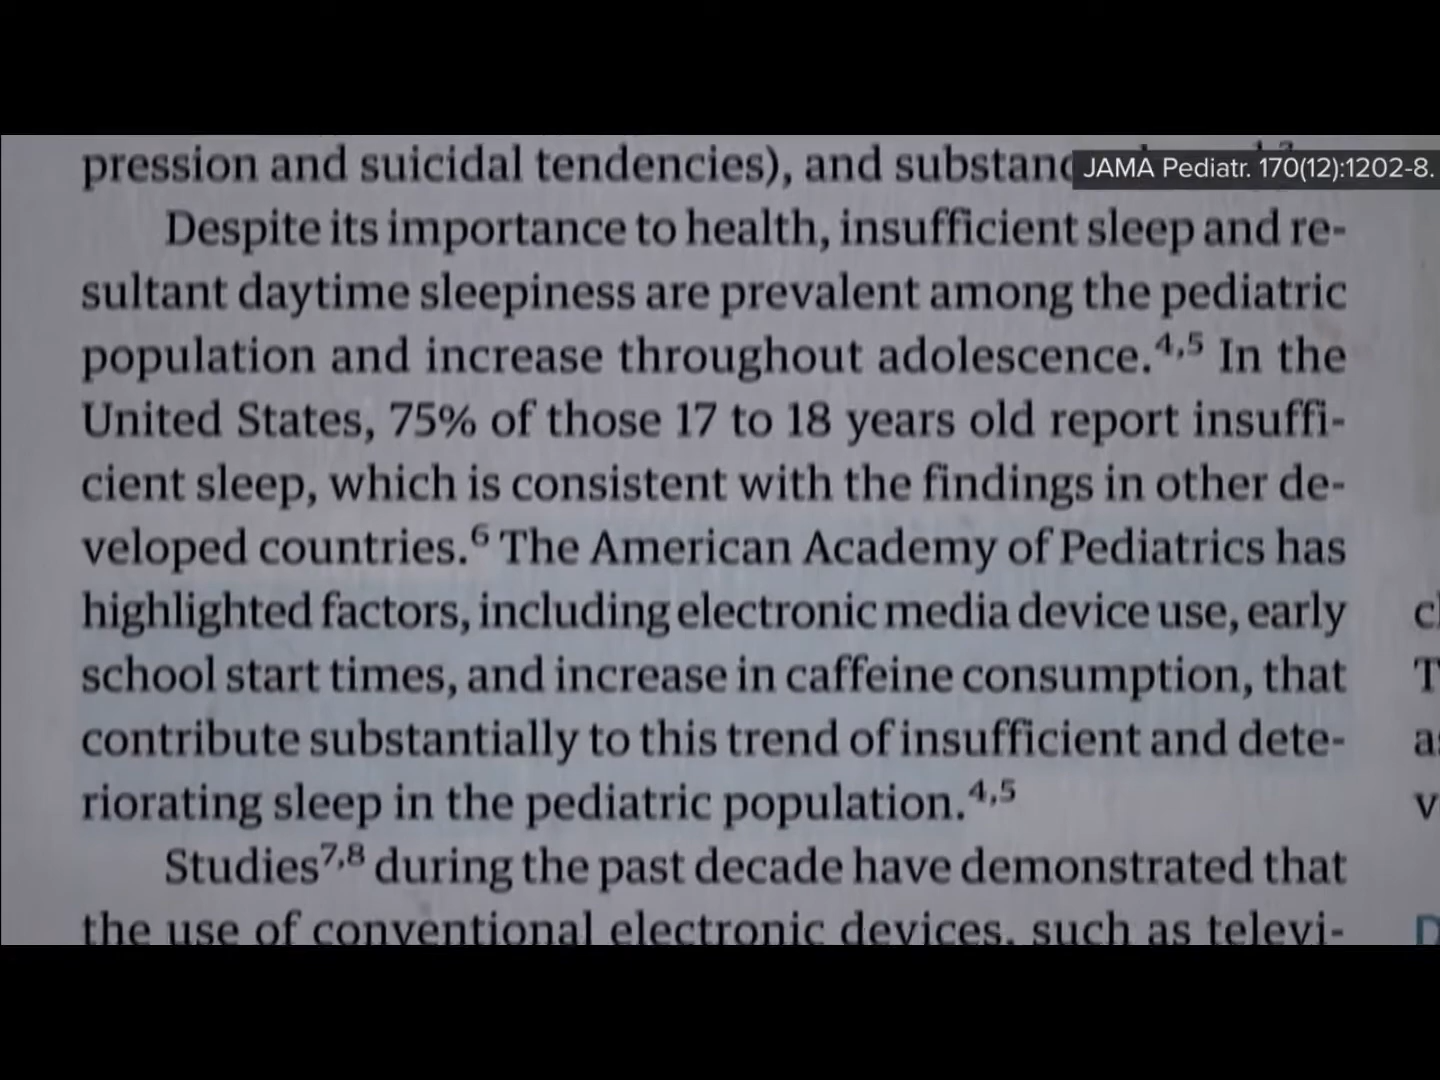 pression and suicidal tendencies), and
JAMA Pediatr. 170(12):1202-8.
Despite its importance to health, insufficient sleep and re-
sultant daytime sleepiness are prevalent among the pediatric
population and increase throughout adolescence.4,5 In the
United States, 75% of those 17 to 18 years old report insuffi-
cient sleep, which is consistent with the findings in other de-
veloped countries.6 The American Academy of Pediatrics has
highlighted factors, including electronic media device use, early
school start times, and increase in caffeine consumption, that
contribute substantially to this trend of insufficient and dete-
riorating sleep in the pediatric population.4,5
Studies7,8 during the past decade have demonstrated that
the use of conventional electronic devices, such as televi-